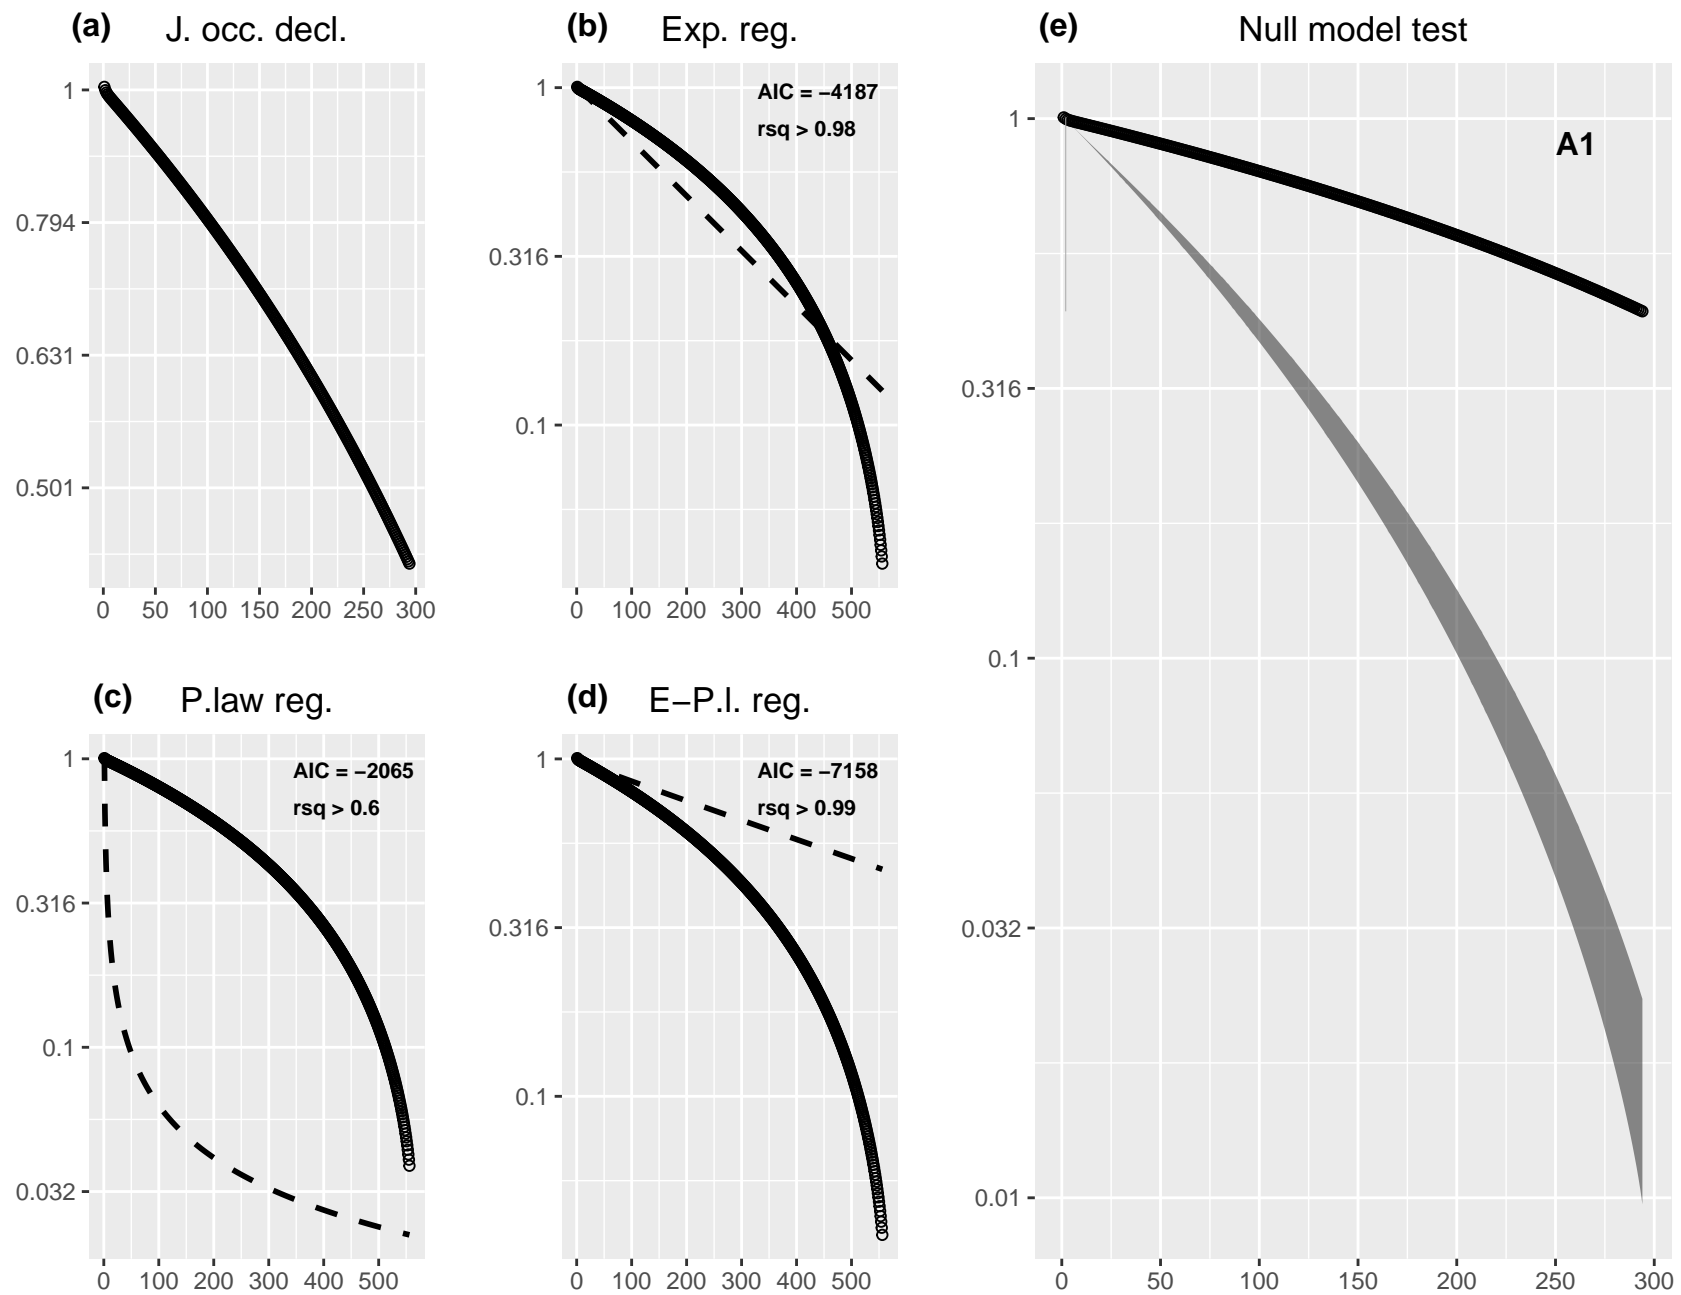 (a) J. occ. decl.
1
0.794
0.631
0.501
0 50 100 150 200 250 300
(b) Exp. reg.
AIC = −4187
rsq > 0.98
1
0.316
0.1
0 100 200 300 400 500
(c) P.law reg.
AIC = −2065
rsq > 0.6
1
0.316
0.1
0.032
0 100 200 300 400 500
(d) E−P.l. reg.
AIC = −7158
rsq > 0.99
1
0.316
0.1
0 100 200 300 400 500
(e) Null model test
A1
1
0.316
0.1
0.032
0.01
0 50 100 150 200 250 300